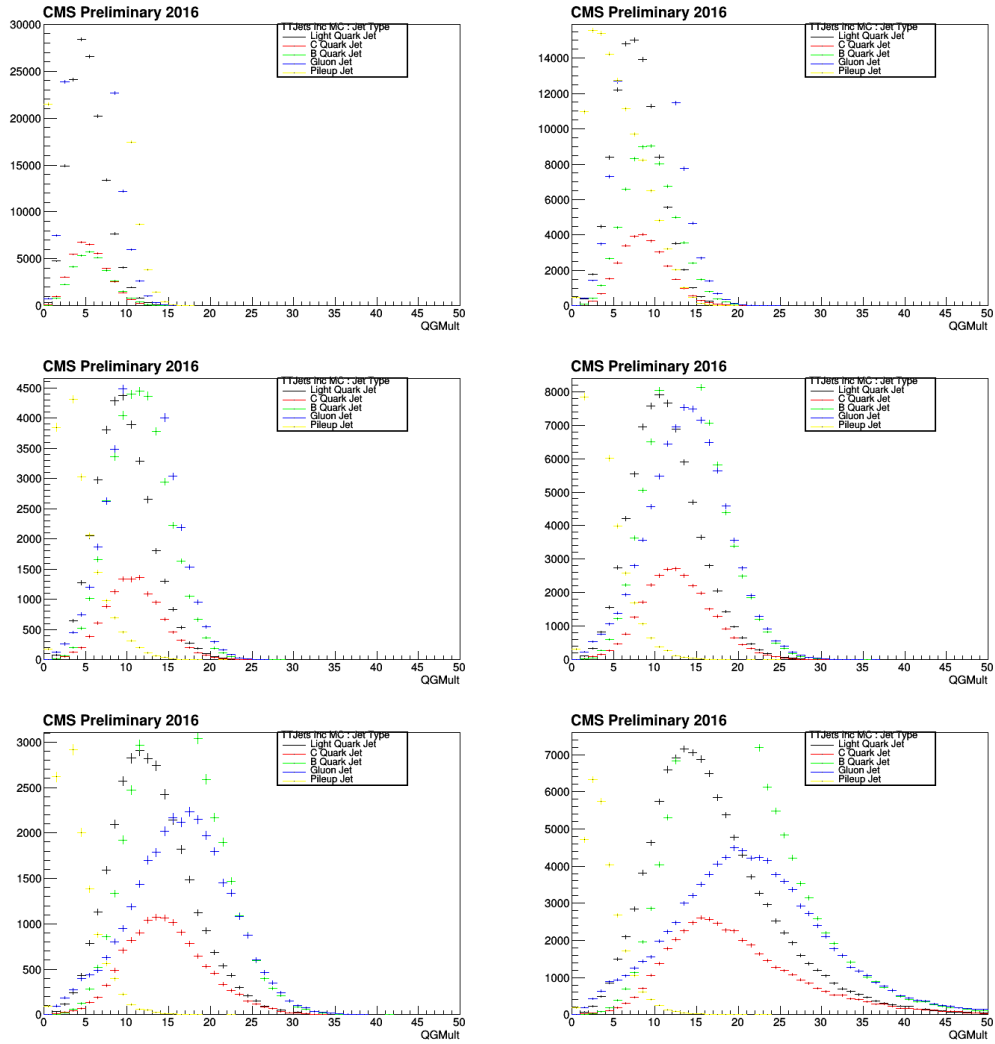 CMS Preliminary 2016
TTJets Inc MC : Jet Type
Light Quark Jet
C Quark Jet
B Quark Jet
Gluon Jet
Pileup Jet
30000
25000
20000
15000
10000
5000
0
0 5 10 15 20 25 30 35 40 45 50
QGMult
CMS Preliminary 2016
TTJets Inc MC : Jet Type
Light Quark Jet
C Quark Jet
B Quark Jet
Gluon Jet
Pileup Jet
14000
12000
10000
8000
6000
4000
2000
0
0 5 10 15 20 25 30 35 40 45 50
QGMult
CMS Preliminary 2016
TTJets Inc MC : Jet Type
Light Quark Jet
C Quark Jet
B Quark Jet
Gluon Jet
Pileup Jet
4500
4000
3500
3000
2500
2000
1500
1000
500
0
0 5 10 15 20 25 30 35 40 45 50
QGMult
CMS Preliminary 2016
TTJets Inc MC : Jet Type
Light Quark Jet
C Quark Jet
B Quark Jet
Gluon Jet
Pileup Jet
8000
7000
6000
5000
4000
3000
2000
1000
0
0 5 10 15 20 25 30 35 40 45 50
QGMult
CMS Preliminary 2016
TTJets Inc MC : Jet Type
Light Quark Jet
C Quark Jet
B Quark Jet
Gluon Jet
Pileup Jet
3000
2500
2000
1500
1000
500
0
0 5 10 15 20 25 30 35 40 45 50
QGMult
CMS Preliminary 2016
TTJets Inc MC : Jet Type
Light Quark Jet
C Quark Jet
B Quark Jet
Gluon Jet
Pileup Jet
7000
6000
5000
4000
3000
2000
1000
0
0 5 10 15 20 25 30 35 40 45 50
QGMult